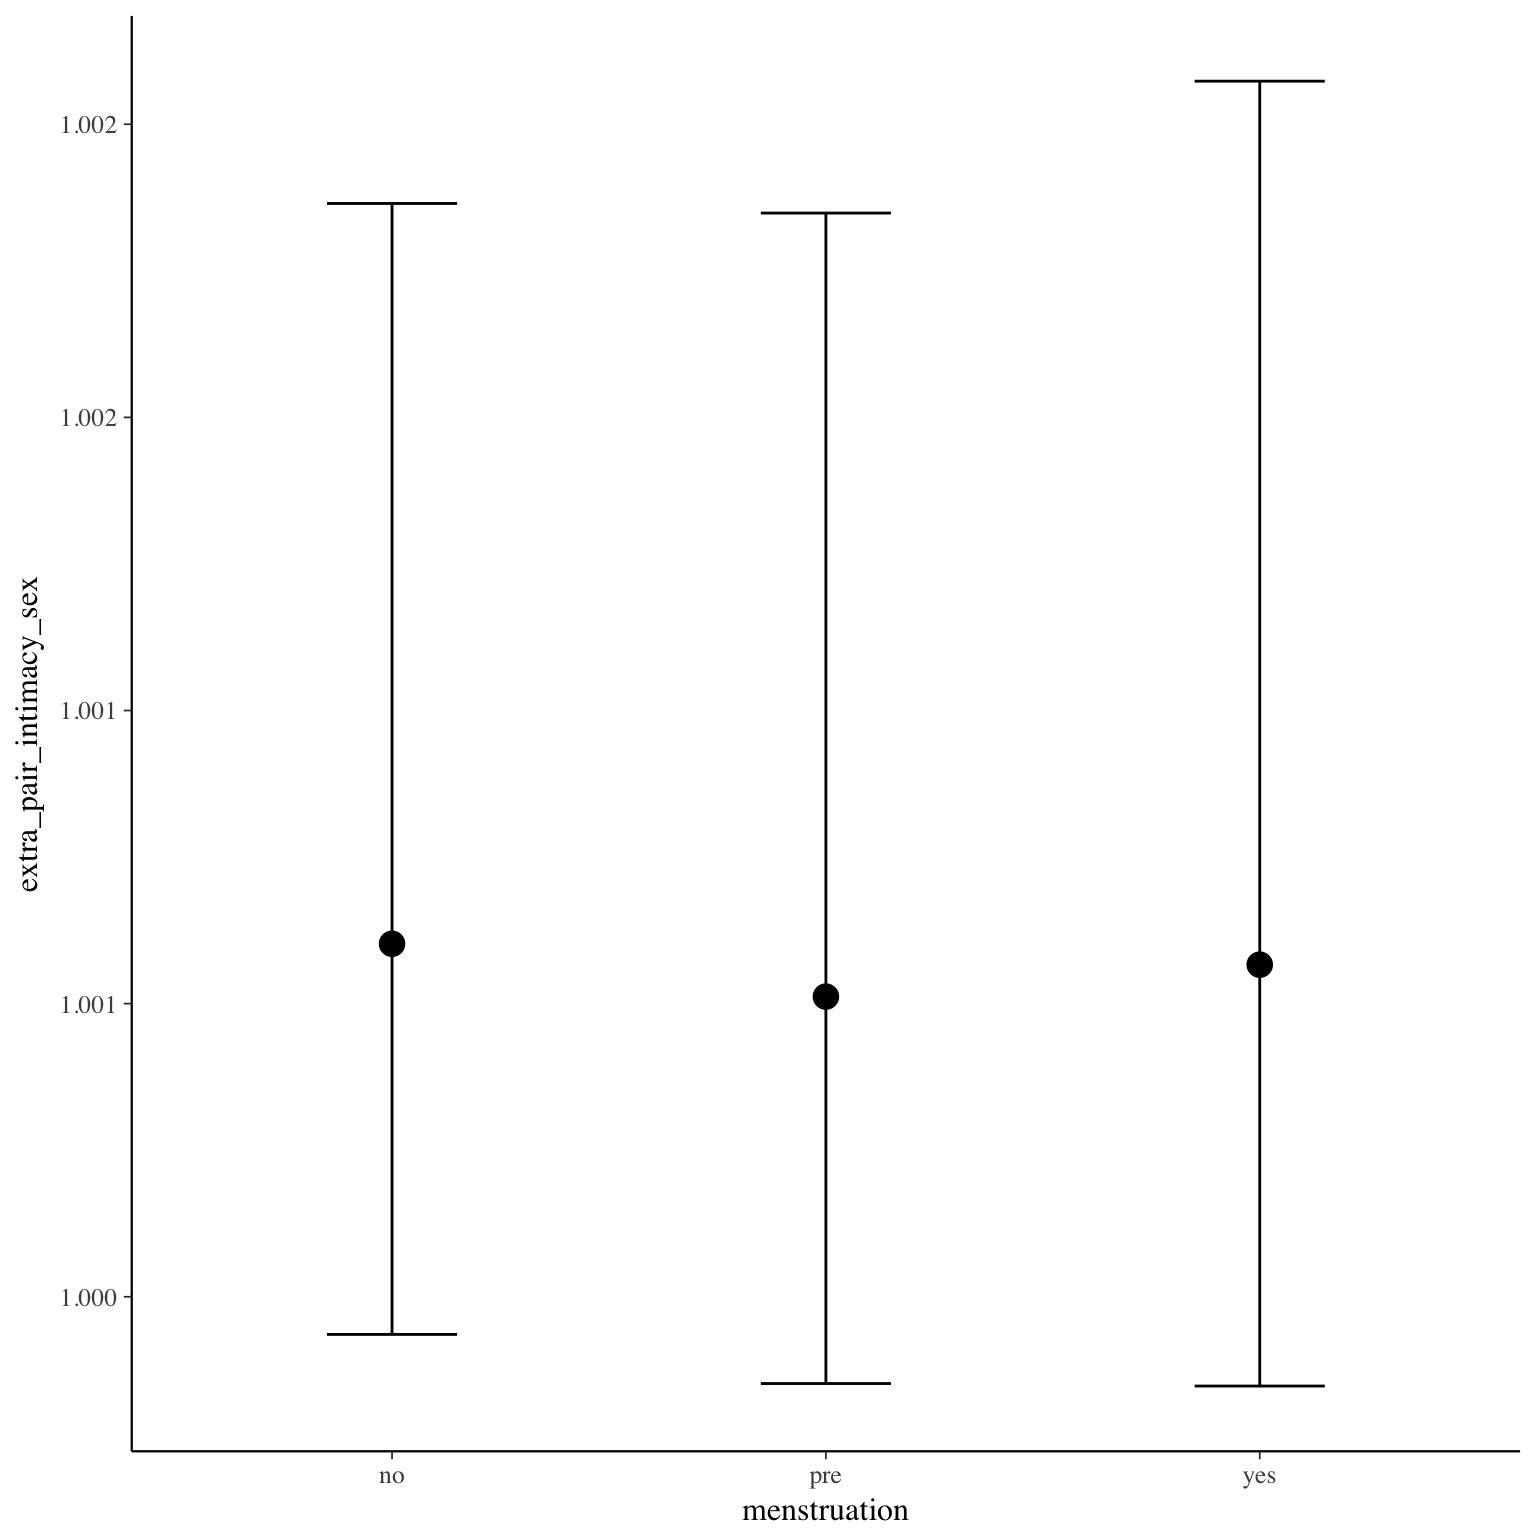 extra_pair_intimacy_sex
1.002
1.002
1.001
1.001
1.000
no
pre
yes
menstruation